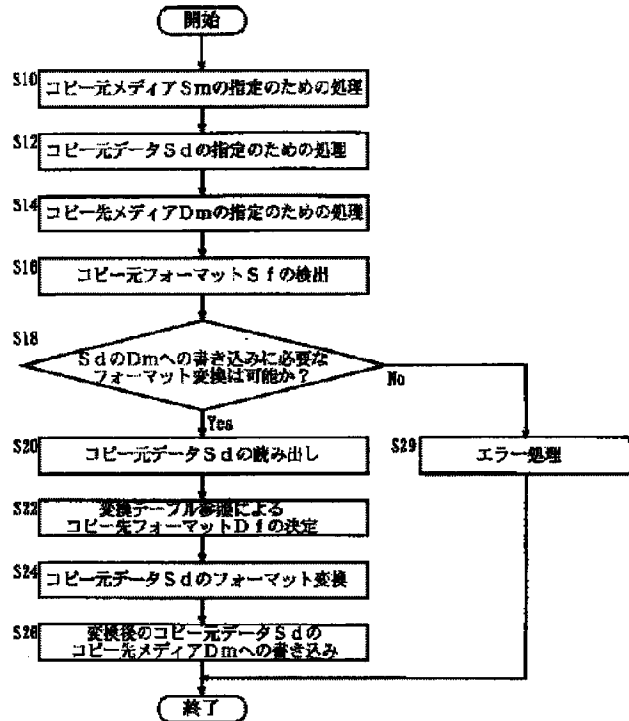 開始
S10
コピー元メディアSmの指定のための処理
S12
コピー元データSdの指定のための処理
S14
コピー先メディアDmの指定のための処理
S16
コピー元フォーマットSfの検出
S18
SdのDmへの書き込みに必要な
フォーマット変換は可能か?
No
Yes
S20
コピー元データSdの読み出し
S29
エラー処理
S22
変換テーブル参照による
コピー先フォーマットDfの決定
S24
コピー元データSdのフォーマット変換
S26
変換後のコピー元データSdの
コピー先メディアDmへの書き込み
終了